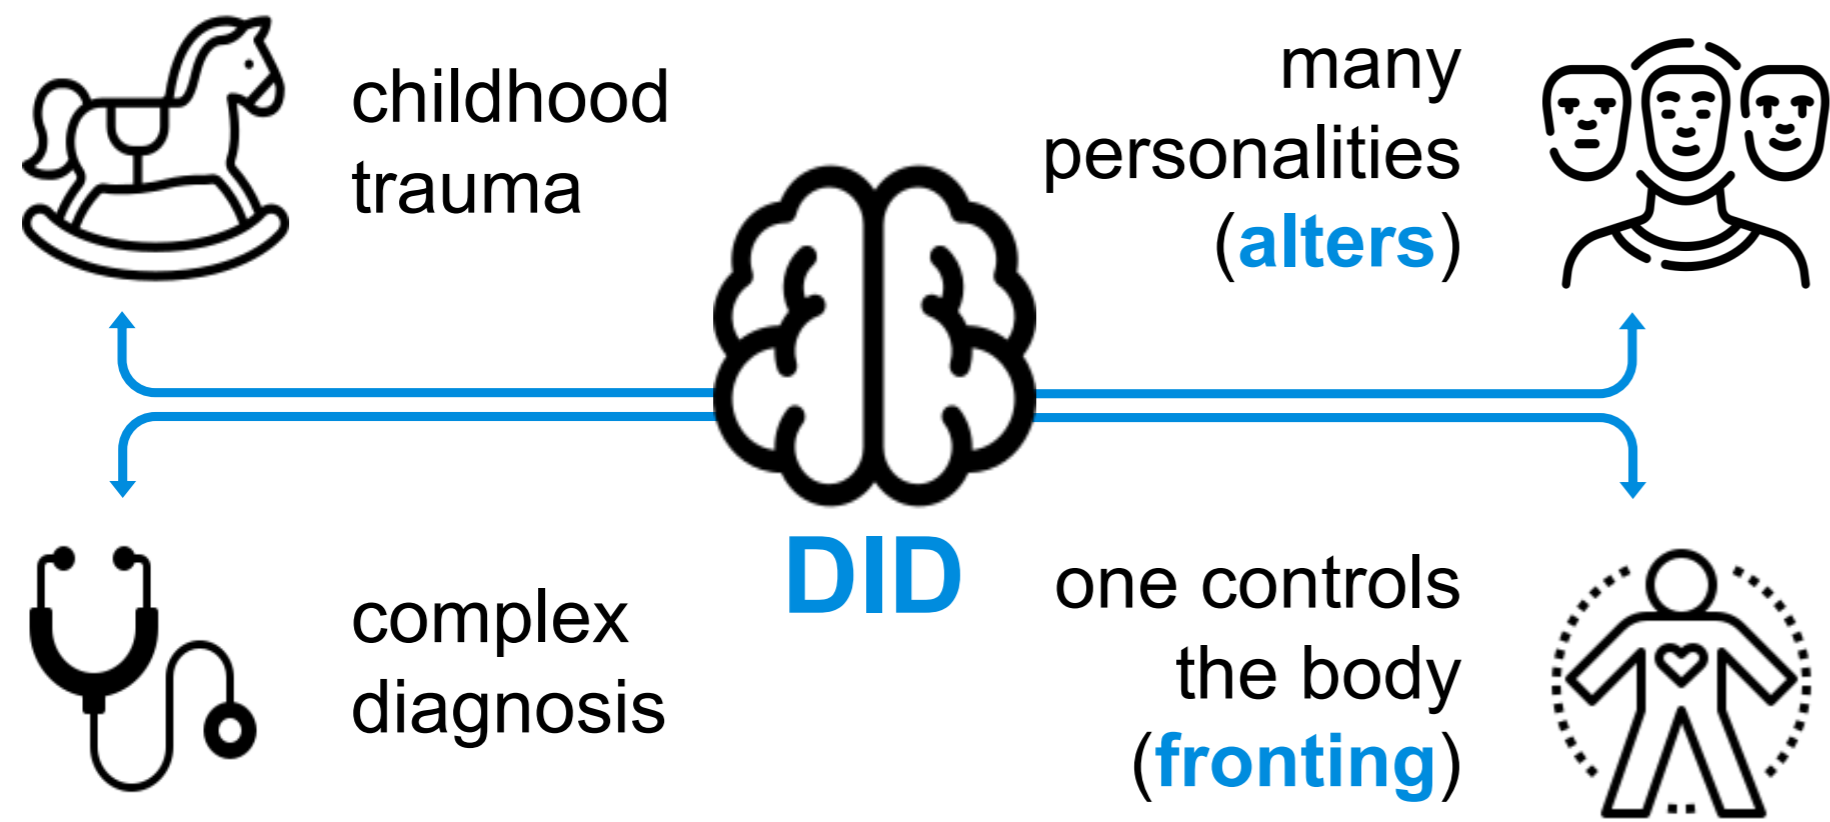 childhood
trauma
many
personalities
(alters)
DID
complex
diagnosis
one controls
the body
(fronting)